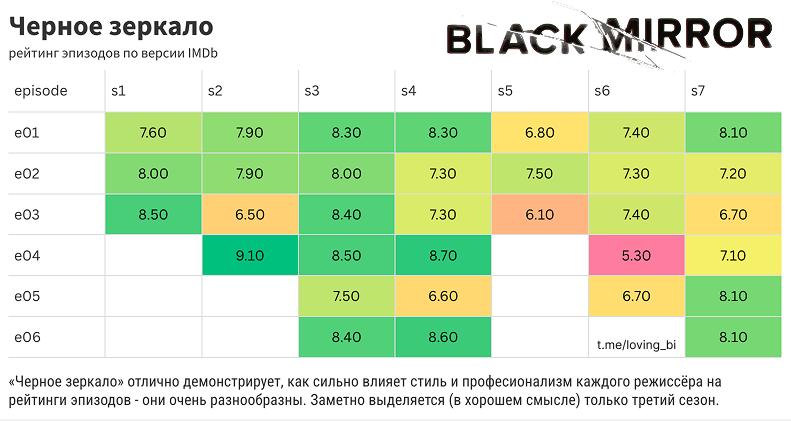 Черное зеркало
BLACK MIRROR
рейтинг эпизодов по версии IMDb
episode s1 s2 s3 s4 s5 s6 s7
e01 7.60 7.90 8.30 8.30 6.80 7.40 8.10
e02 8.00 7.90 8.00 7.30 7.50 7.30 7.20
e03 8.50 6.50 8.40 7.30 6.10 7.40 6.70
e04 9.10 8.50 8.70 5.30 7.10
e05 7.50 6.60 6.70 8.10
e06 8.40 8.60 t.me/loving_bi 8.10
«Черное зеркало» отлично демонстрирует, как сильно влияет стиль и професионализм каждого режиссёра на
рейтинги эпизодов - они очень разнообразны. Заметно выделяется (в хорошем смысле) только третий сезон.